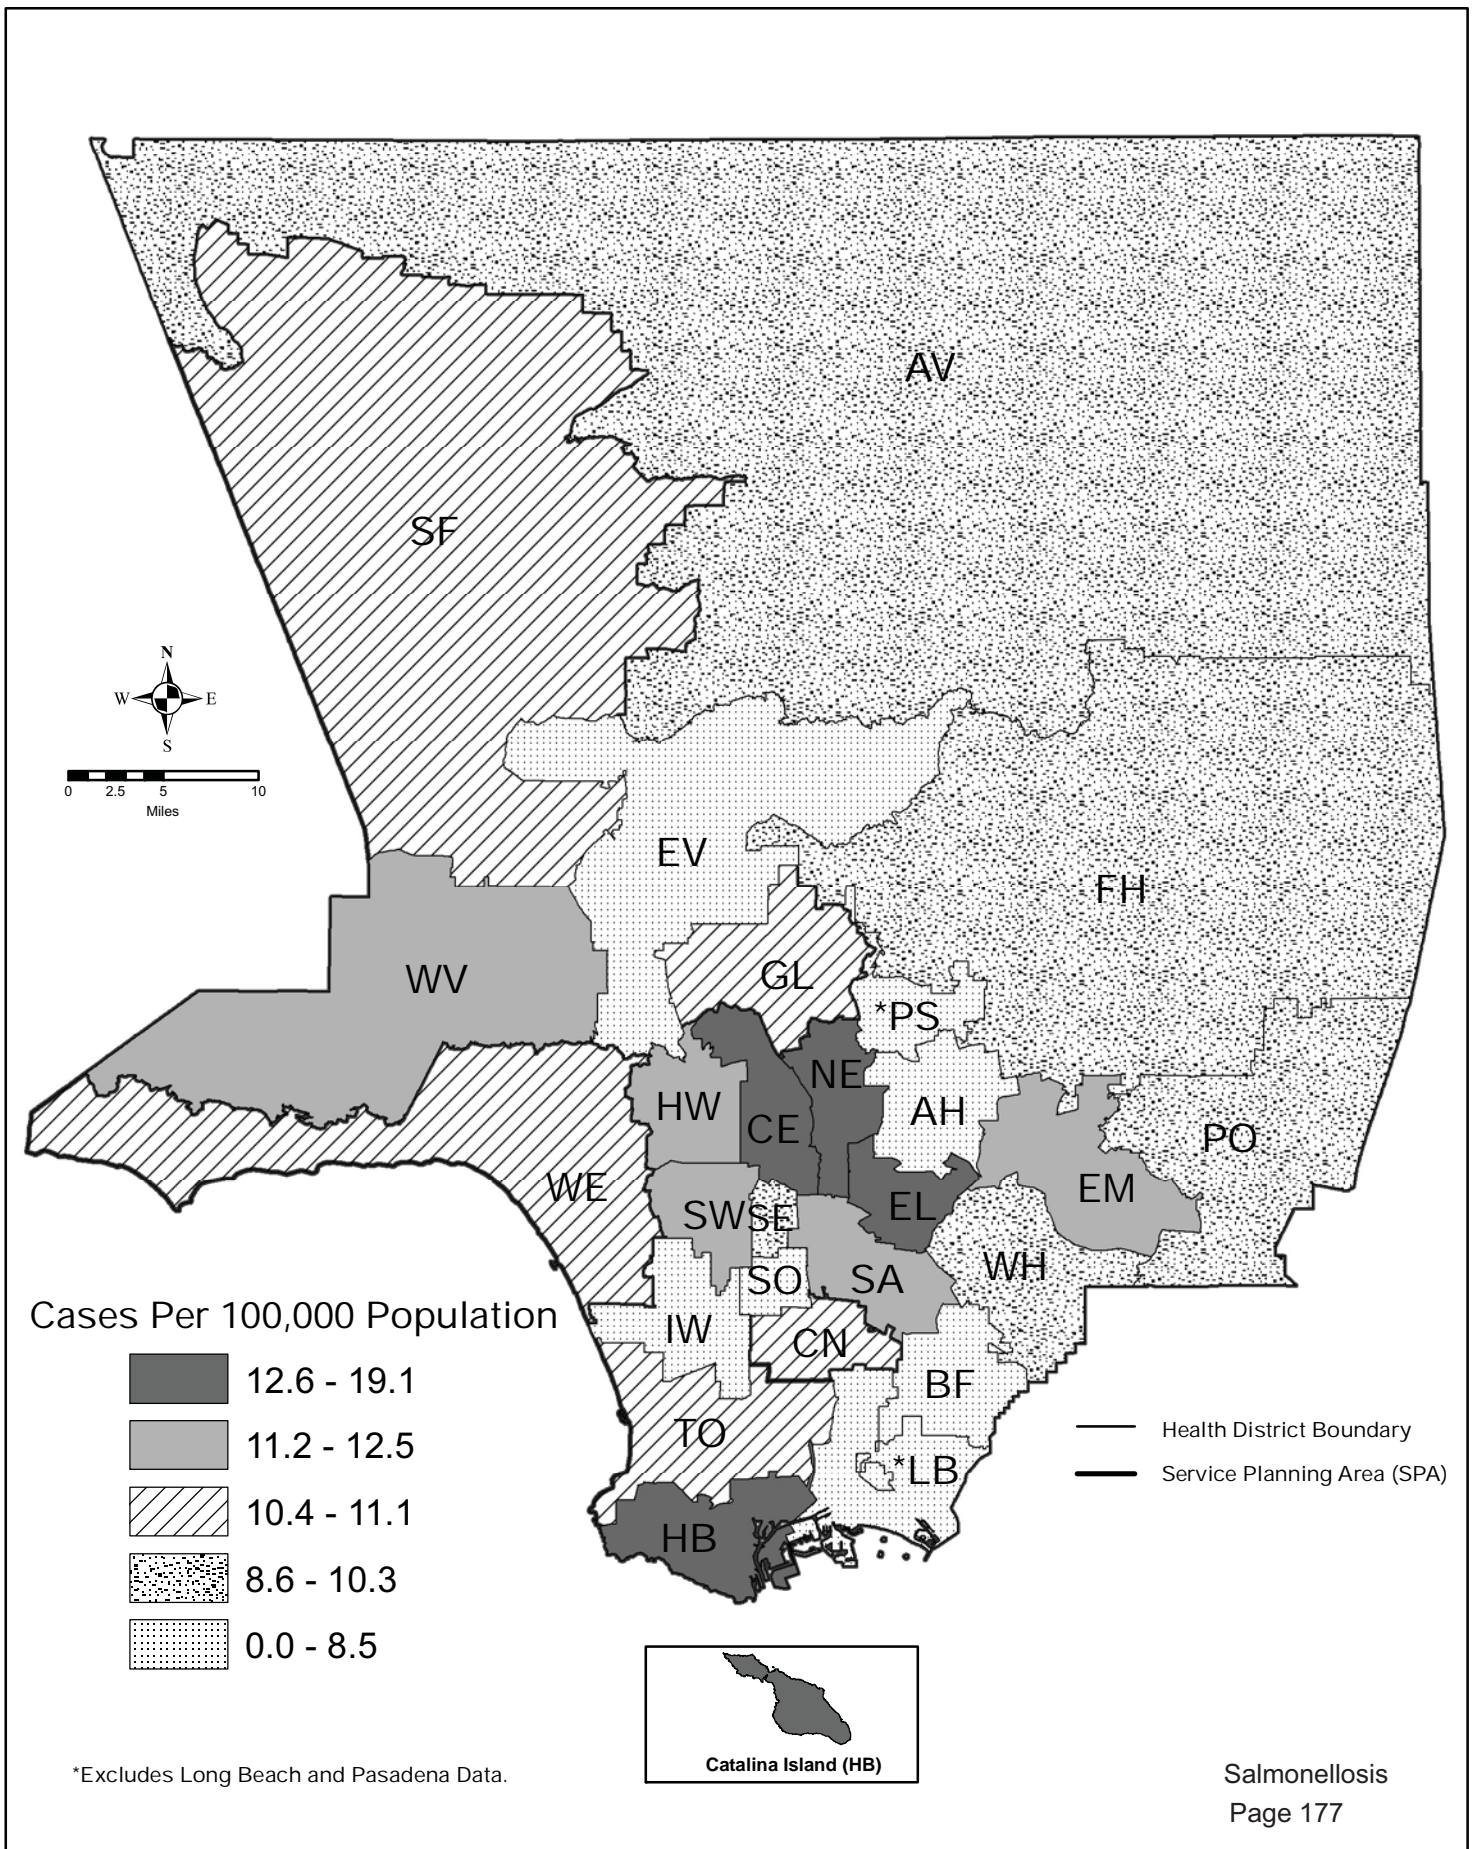 AV
SF
N
W E
S
0 2.5 5 10
Miles
EV
FH
WV
GL
*PS
NE
HW
CE
AH
PO
WE
EM
SW
SE
EL
WH
SO
SA
IW
CN
BF
TO
*LB
HB
Cases Per 100,000 Population
12.6 - 19.1
11.2 - 12.5
10.4 - 11.1
8.6 - 10.3
0.0 - 8.5
Health District Boundary
Service Planning Area (SPA)
Catalina Island (HB)
*Excludes Long Beach and Pasadena Data.
Salmonellosis
Page 177